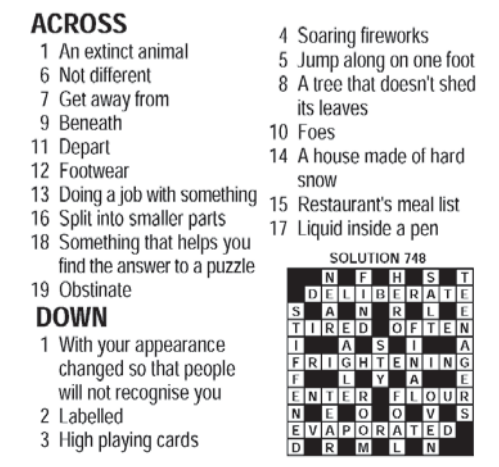 ACROSS
1 An extinct animal
6 Not different
7 Get away from
9 Beneath
11 Depart
12 Footwear
13 Doing a job with something
16 Split into smaller parts
18 Something that helps you
find the answer to a puzzle
19 Obstinate
DOWN
1 With your appearance
changed so that people
will not recognise you
2 Labelled
3 High playing cards
4 Soaring fireworks
5 Jump along on one foot
8 A tree that doesn't shed
its leaves
10 Foes
14 A house made of hard
snow
15 Restaurant's meal list
17 Liquid inside a pen
SOLUTION 748
N F H S T
D E L I B E R A T E
S A N R L E
T I R E D O F T E N
I A S I A
F R I G H T E N I N G
F L Y A E
E N T E R F L O U R
N E O O V S
E V A P O R A T E D
D R M L N